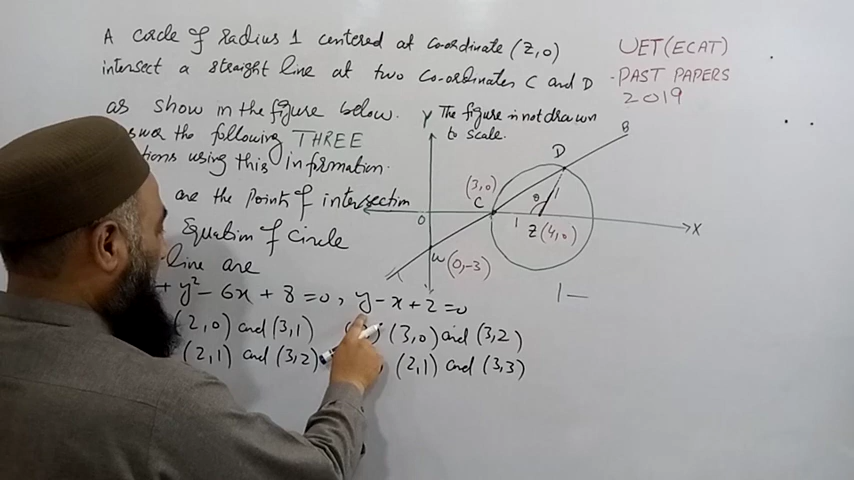 A circle of radius 1 centered at coordinate (Z,0)
intersect a straight line at two Co-ordinates C and D
as show in the figure below.
the following THREE
using this information.
are the Point of intersection
Equation of Circle
line are
+ y² - 6x + 8 = 0, y - x + 2 = 0
(2,0) and (3,1) (3,0) and (3,2)
(2,1) and (3,2) (2,1) and (3,3)
UET (ECAT)
PAST PAPERS
2019
Y The figure is not drawn
to scale.
B
D
(3,0)
C
θ
1
O
1
Z (4,0)
X
W (0,-3)
1 –